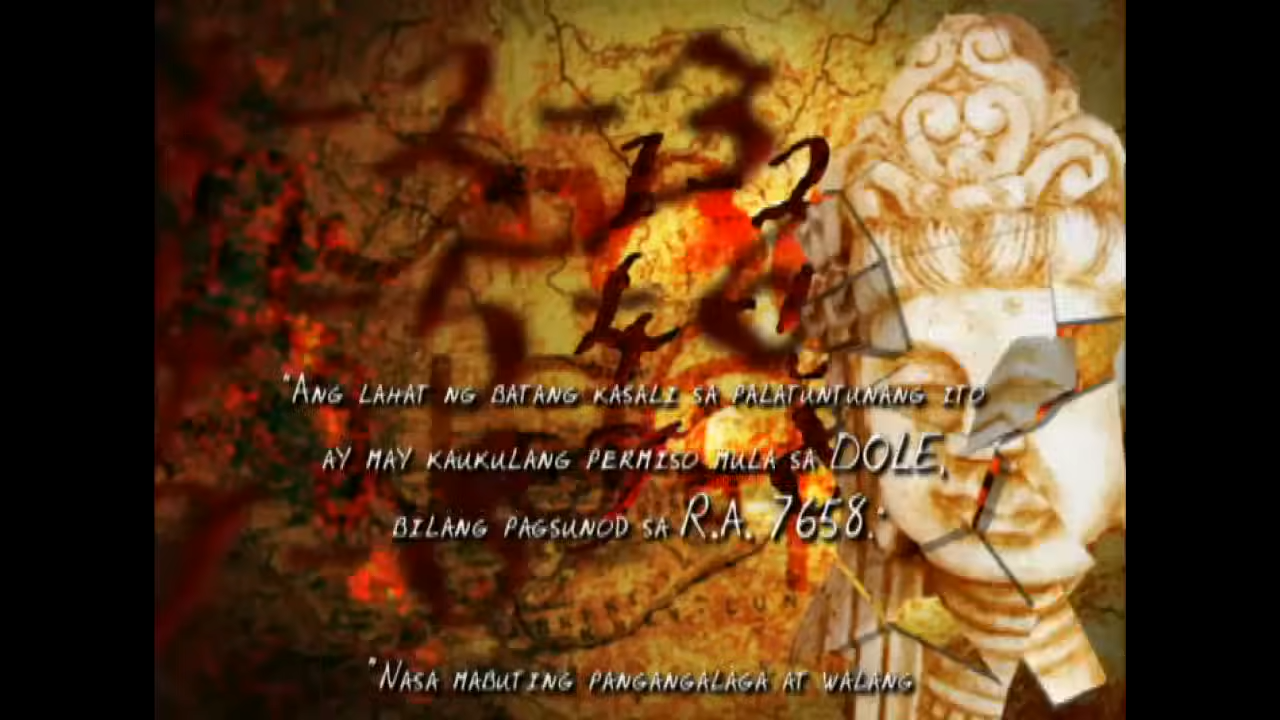 "Ang lahat ng batang kasali sa palatuntunang ito
ay may kaukulang permiso mula sa DOLE,
bilang pagsunod sa R.A. 7658."
"Nasa mabuting pangangalaga at walang